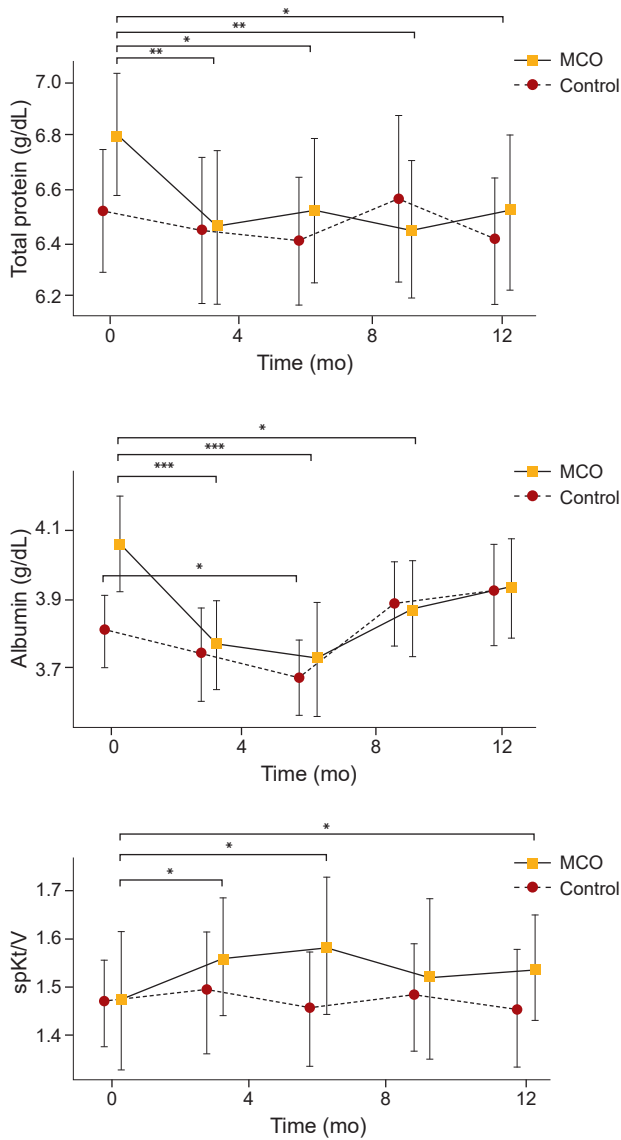 *
**
*
**
MCO
Control
Total protein (g/dL)
7.0
6.8
6.6
6.4
6.2
0 4 8 12
Time (mo)
*
***
***
*
MCO
Control
Albumin (g/dL)
4.1
3.9
3.7
0 4 8 12
Time (mo)
*
*
*
MCO
Control
spKt/V
1.7
1.6
1.5
1.4
0 4 8 12
Time (mo)